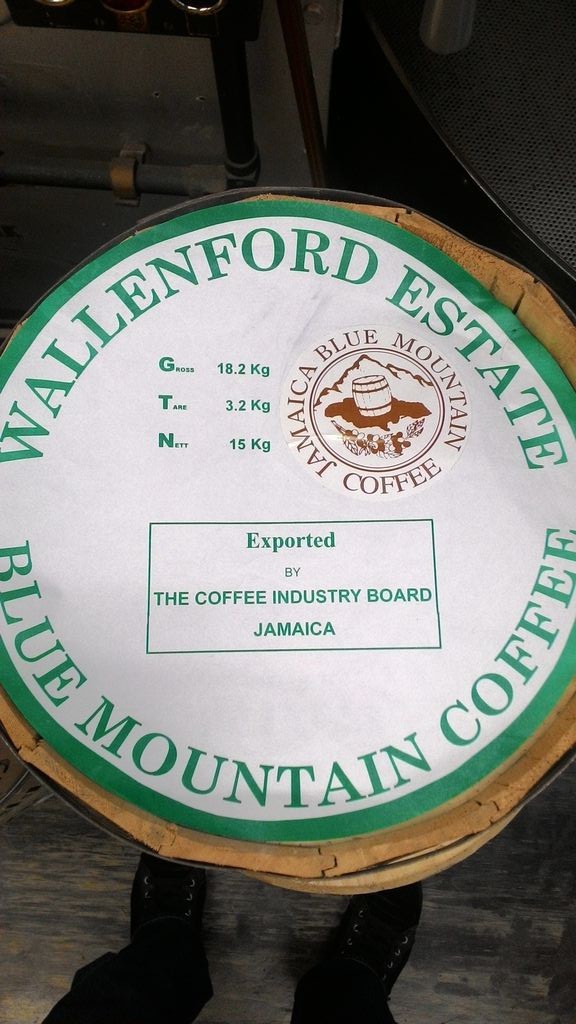 WALLENFORD ESTATE
Gross 18.2 Kg
Tare 3.2 Kg
Nett 15 Kg
JAMAICA BLUE MOUNTAIN
COFFEE
Exported
BY
THE COFFEE INDUSTRY BOARD
JAMAICA
BLUE MOUNTAIN COFFEE